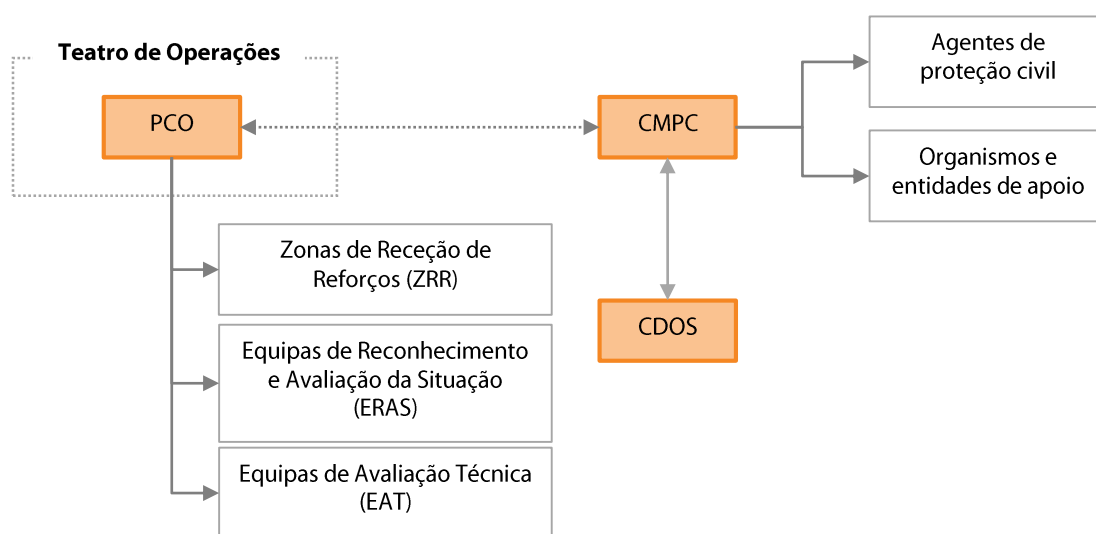 Teatro de Operações
PCO
CMPC
Agentes de
proteção civil
Organismos e
entidades de apoio
Zonas de Receção de
Reforços (ZRR)
CDOS
Equipas de Reconhecimento
e Avaliação da Situação
(ERAS)
Equipas de Avaliação Técnica
(EAT)